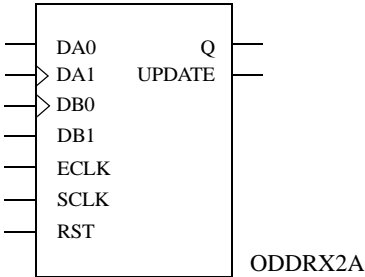 DA0 Q
DA1 UPDATE
DB0
DB1
ECLK
SCLK
RST
ODDRX2A